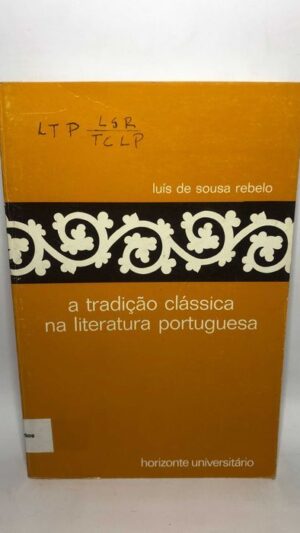 LTP LSR
TCLP
luís de sousa rebelo
a tradição clássica
na literatura portuguesa
horizonte universitário